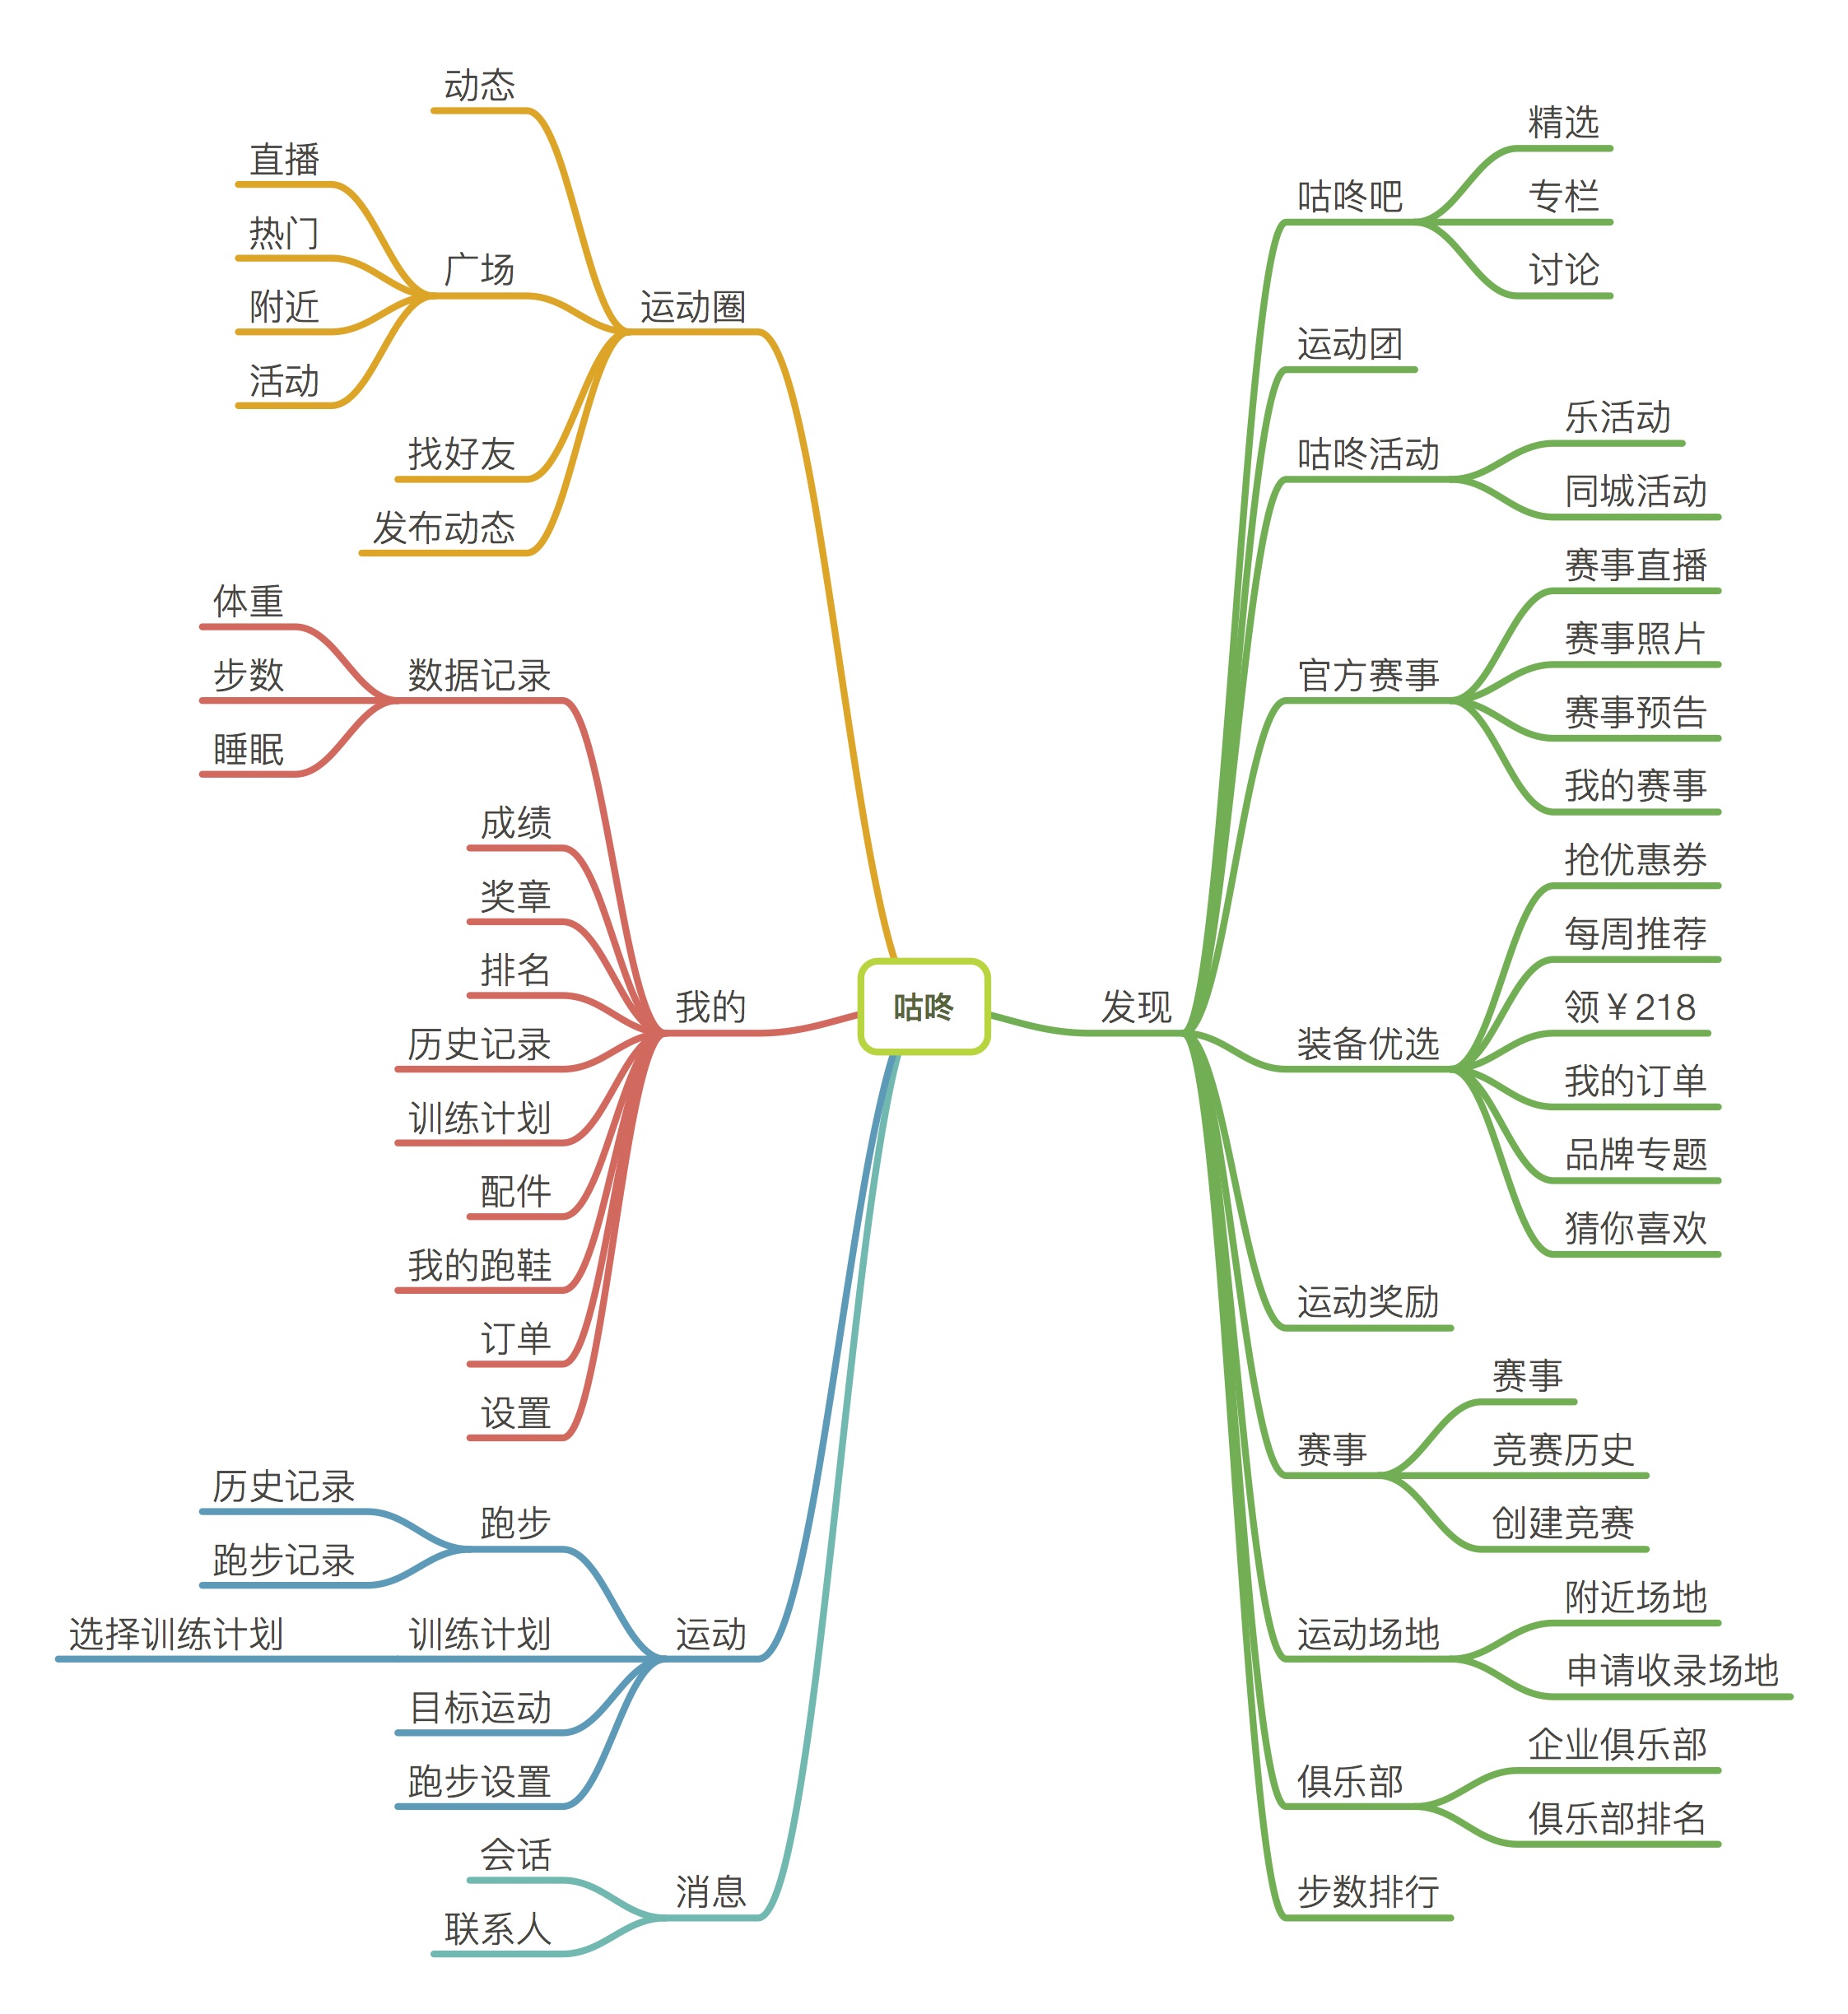 咕咚
运动圈
动态
广场
直播
热门
附近
活动
找好友
发布动态
我的
数据记录
体重
步数
睡眠
成绩
奖章
排名
历史记录
训练计划
配件
我的跑鞋
订单
设置
运动
跑步
历史记录
跑步记录
训练计划
选择训练计划
目标运动
跑步设置
消息
会话
联系人
发现
咕咚吧
精选
专栏
讨论
运动团
咕咚活动
乐活动
同城活动
官方赛事
赛事直播
赛事照片
赛事预告
我的赛事
装备优选
抢优惠券
每周推荐
领￥218
我的订单
品牌专题
猜你喜欢
运动奖励
赛事
赛事
竞赛历史
创建竞赛
运动场地
附近场地
申请收录场地
俱乐部
企业俱乐部
俱乐部排名
步数排行